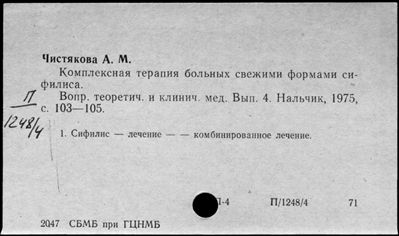 Чистякова А. М.
Комплексная терапия больных свежими формами си-
филиса.
Вопр. теоретич. и клинич. мед. Вып. 4. Нальчик, 1975,
с. 103—105.
П
1248/4
1. Сифилис — лечение — — комбинированное лечение.
П-4 П/1248/4 71
2047 СБМБ при ГЦНМБ